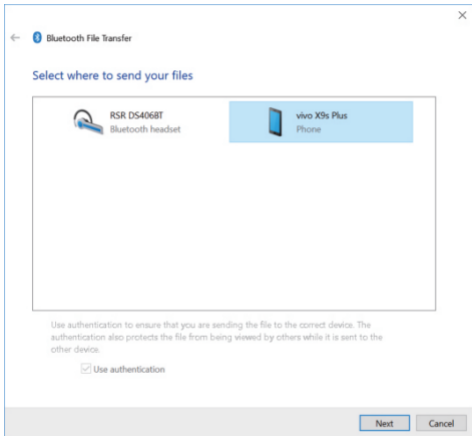 Bluetooth File Transfer
Select where to send your files
RSR DS406BT
Bluetooth headset
vivo X9s Plus
Phone
Use authentication to ensure that you are sending the file to the correct device. The
authentication also protects the file from being viewed by others while it is sent to the
other device.
Use authentication
Next Cancel